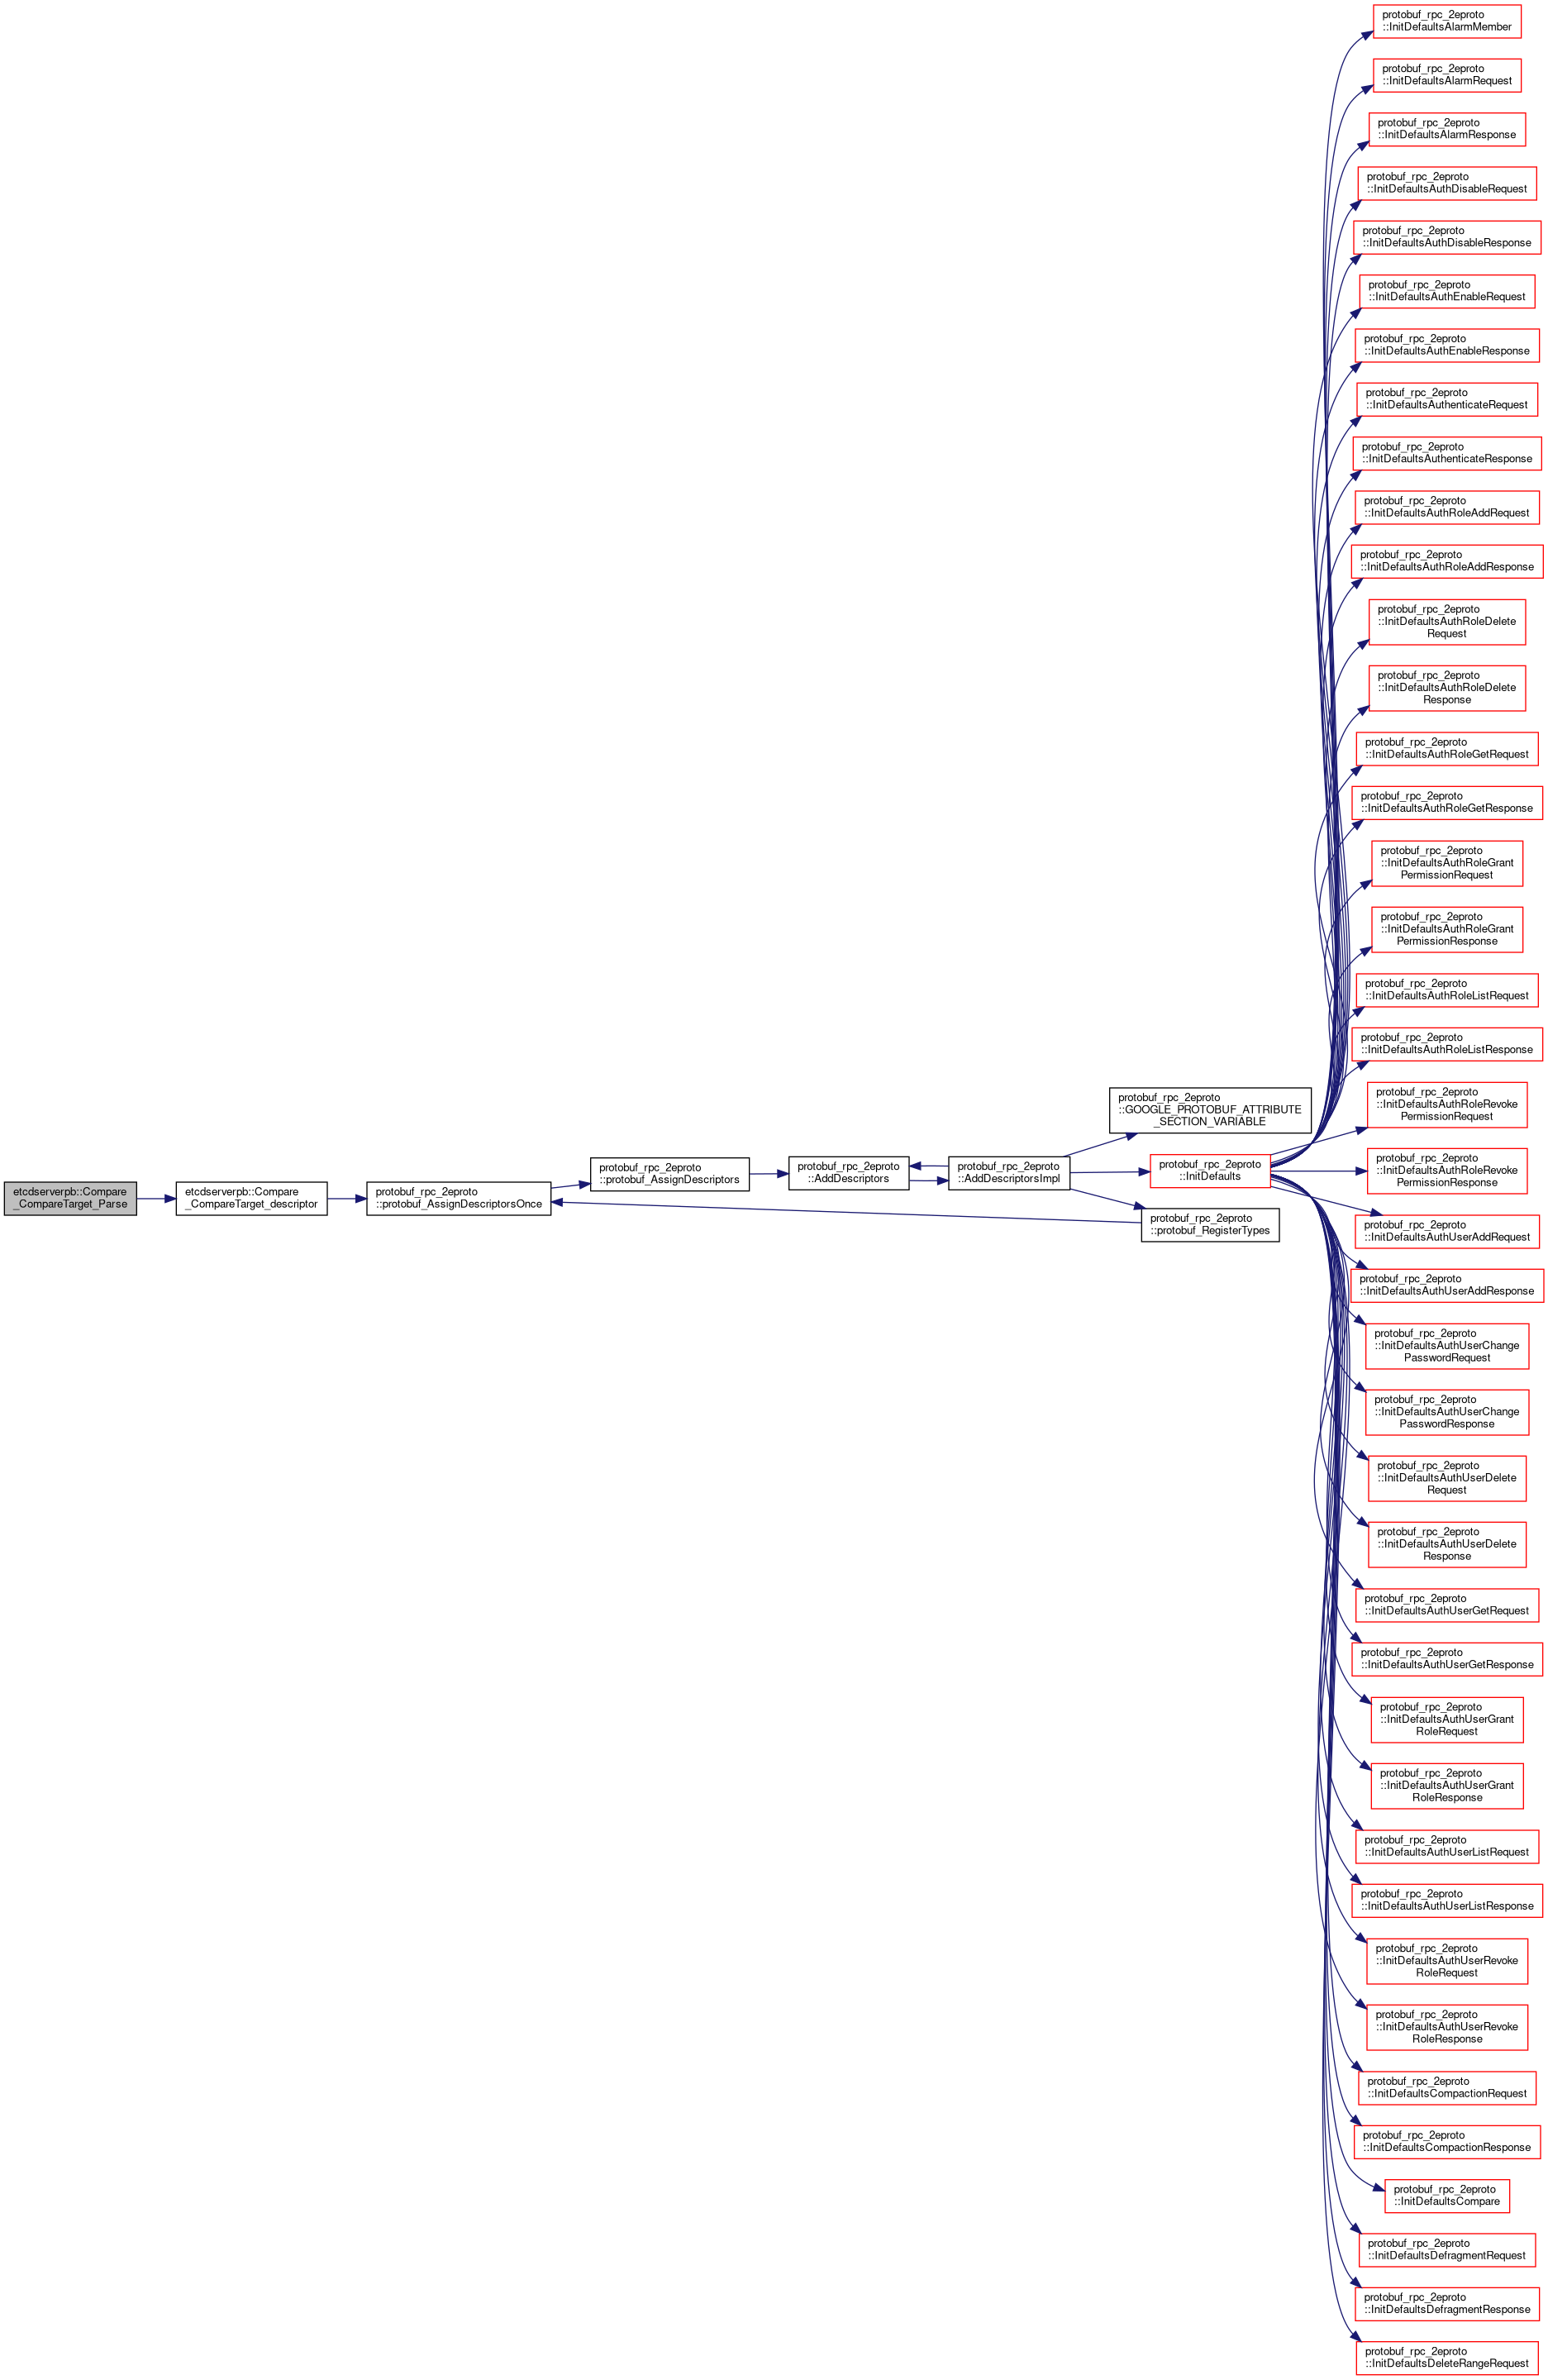 protobuf_rpc_2eproto
::InitDefaultsAlarmMember
protobuf_rpc_2eproto
::InitDefaultsAlarmRequest
protobuf_rpc_2eproto
::InitDefaultsAlarmResponse
protobuf_rpc_2eproto
::InitDefaultsAuthDisableRequest
protobuf_rpc_2eproto
::InitDefaultsAuthDisableResponse
protobuf_rpc_2eproto
::InitDefaultsAuthEnableRequest
protobuf_rpc_2eproto
::InitDefaultsAuthEnableResponse
protobuf_rpc_2eproto
::InitDefaultsAuthenticateRequest
protobuf_rpc_2eproto
::InitDefaultsAuthenticateResponse
protobuf_rpc_2eproto
::InitDefaultsAuthRoleAddRequest
protobuf_rpc_2eproto
::InitDefaultsAuthRoleAddResponse
protobuf_rpc_2eproto
::InitDefaultsAuthRoleDelete
Request
protobuf_rpc_2eproto
::InitDefaultsAuthRoleDelete
Response
protobuf_rpc_2eproto
::InitDefaultsAuthRoleGetRequest
protobuf_rpc_2eproto
::InitDefaultsAuthRoleGetResponse
protobuf_rpc_2eproto
::InitDefaultsAuthRoleGrant
PermissionRequest
protobuf_rpc_2eproto
::InitDefaultsAuthRoleGrant
PermissionResponse
protobuf_rpc_2eproto
::InitDefaultsAuthRoleListRequest
protobuf_rpc_2eproto
::InitDefaultsAuthRoleListResponse
etcdserverpb::Compare
_CompareTarget_Parse
etcdserverpb::Compare
_CompareTarget_descriptor
protobuf_rpc_2eproto
::protobuf_AssignDescriptorsOnce
protobuf_rpc_2eproto
::protobuf_AssignDescriptors
protobuf_rpc_2eproto
::AddDescriptors
protobuf_rpc_2eproto
::AddDescriptorsImpl
protobuf_rpc_2eproto
::GOOGLE_PROTOBUF_ATTRIBUTE
_SECTION_VARIABLE
protobuf_rpc_2eproto
::InitDefaults
protobuf_rpc_2eproto
::protobuf_RegisterTypes
protobuf_rpc_2eproto
::InitDefaultsAuthRoleRevoke
PermissionRequest
protobuf_rpc_2eproto
::InitDefaultsAuthRoleRevoke
PermissionResponse
protobuf_rpc_2eproto
::InitDefaultsAuthUserAddRequest
protobuf_rpc_2eproto
::InitDefaultsAuthUserAddResponse
protobuf_rpc_2eproto
::InitDefaultsAuthUserChange
PasswordRequest
protobuf_rpc_2eproto
::InitDefaultsAuthUserChange
PasswordResponse
protobuf_rpc_2eproto
::InitDefaultsAuthUserDelete
Request
protobuf_rpc_2eproto
::InitDefaultsAuthUserDelete
Response
protobuf_rpc_2eproto
::InitDefaultsAuthUserGetRequest
protobuf_rpc_2eproto
::InitDefaultsAuthUserGetResponse
protobuf_rpc_2eproto
::InitDefaultsAuthUserGrant
RoleRequest
protobuf_rpc_2eproto
::InitDefaultsAuthUserGrant
RoleResponse
protobuf_rpc_2eproto
::InitDefaultsAuthUserListRequest
protobuf_rpc_2eproto
::InitDefaultsAuthUserListResponse
protobuf_rpc_2eproto
::InitDefaultsAuthUserRevoke
RoleRequest
protobuf_rpc_2eproto
::InitDefaultsAuthUserRevoke
RoleResponse
protobuf_rpc_2eproto
::InitDefaultsCompactionRequest
protobuf_rpc_2eproto
::InitDefaultsCompactionResponse
protobuf_rpc_2eproto
::InitDefaultsCompare
protobuf_rpc_2eproto
::InitDefaultsDefragmentRequest
protobuf_rpc_2eproto
::InitDefaultsDefragmentResponse
protobuf_rpc_2eproto
::InitDefaultsDeleteRangeRequest